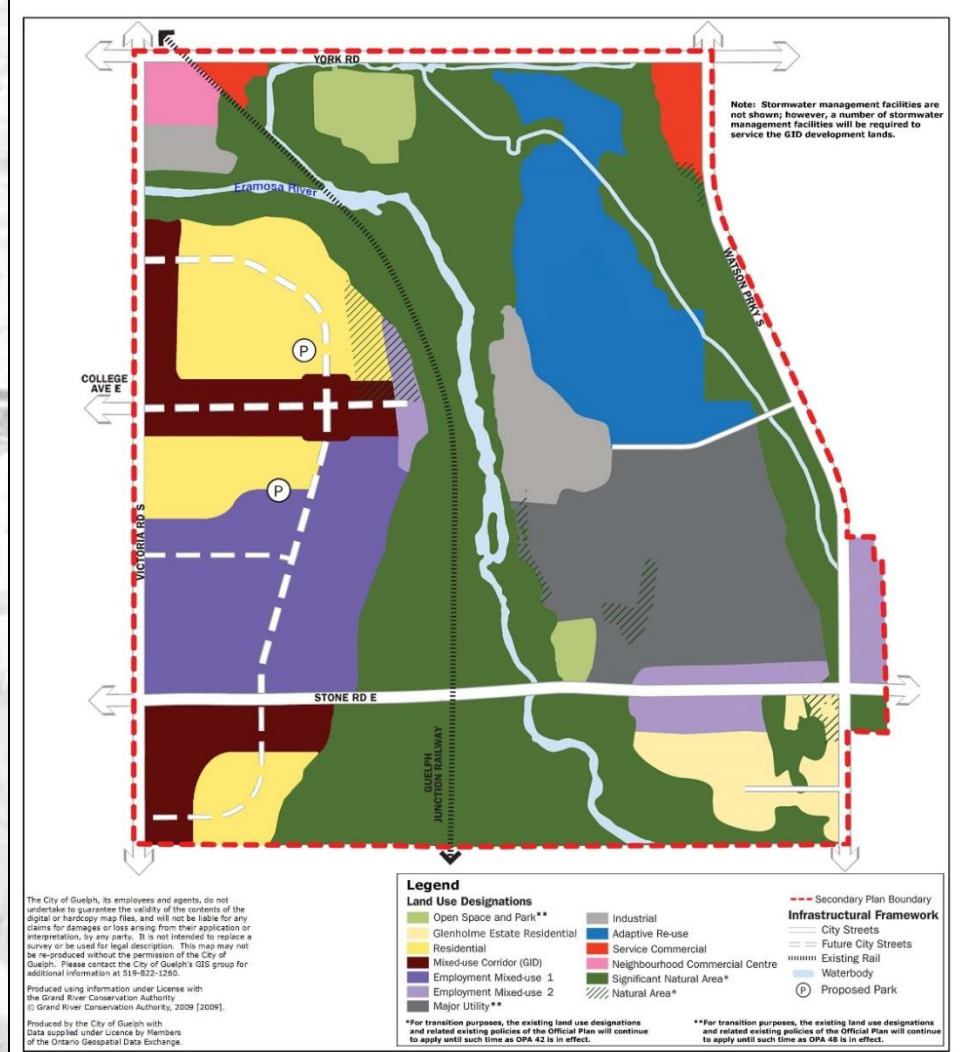 YORK RD
Note: Stormwater management facilities are
not shown; however, a number of stormwater
management facilities will be required to
service the GID development lands.
Eramosa River
WATSON PRKY S
P
COLLEGE
AVE E
P
VICTORIA RD S
STONE RD E
GUELPH
JUNCTION RAILWAY
The City of Guelph, its employees and agents, do not
undertake to guarantee the validity of the contents of the
digital or hardcopy map files, and will not be liable for any
claims for damages or loss arising from their application or
interpretation, by any party. It is not intended to replace a
survey or be used for legal description. This map may not
be re-produced without the permission of the City of
Guelph. Please contact the City of Guelph's GIS group for
additional information at 519-822-1260.
Produced using information under License with
the Grand River Conservation Authority
© Grand River Conservation Authority, 2009 [2009].
Produced by the City of Guelph with
Data supplied under Licence by Members
of the Ontario Geospatial Data Exchange.
Legend
Land Use Designations
Open Space and Park**
Glenholme Estate Residential
Residential
Mixed-use Corridor (GID)
Employment Mixed-use 1
Employment Mixed-use 2
Major Utility**
Industrial
Adaptive Re-use
Service Commercial
Neighbourhood Commercial Centre
Significant Natural Area*
Natural Area*
Secondary Plan Boundary
Infrastructural Framework
City Streets
Future City Streets
Existing Rail
Waterbody
P Proposed Park
*For transition purposes, the existing land use designations
and related existing policies of the Official Plan will continue
to apply until such time as OPA 42 is in effect.
**For transition purposes, the existing land use designations
and related existing policies of the Official Plan will continue
to apply until such time as OPA 48 is in effect.